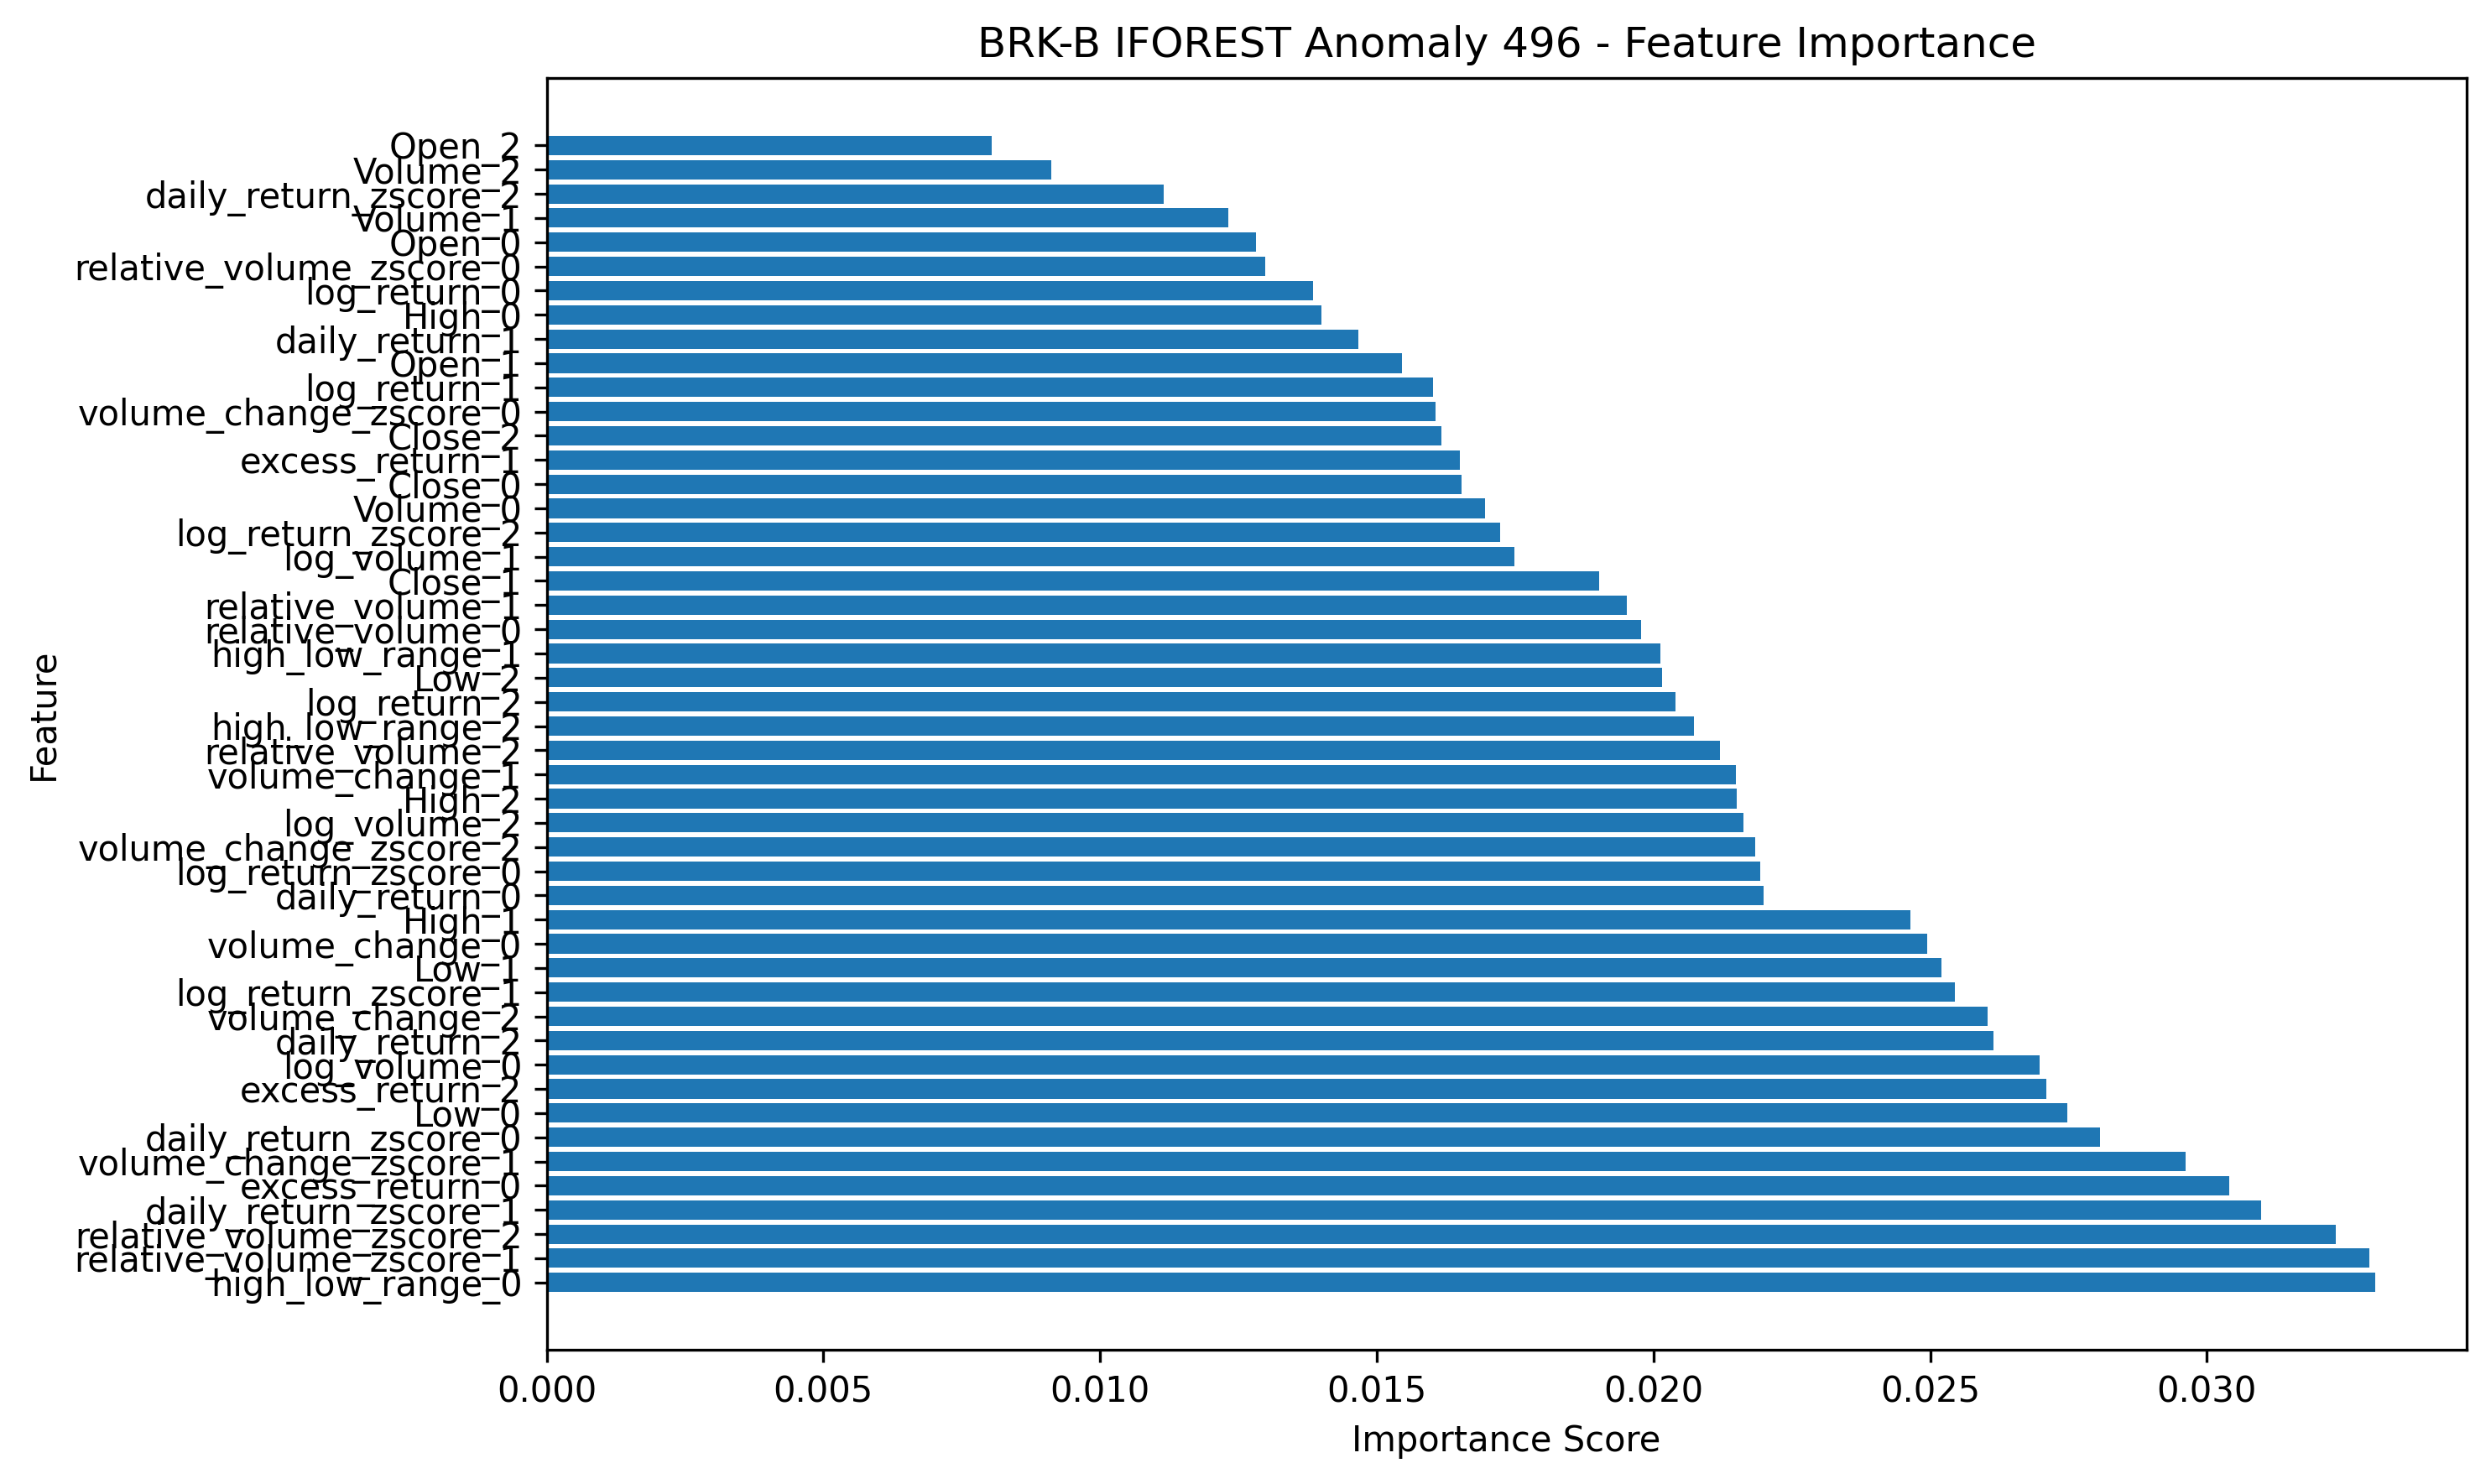 BRK-B IFOREST Anomaly 496 - Feature Importance
Open_2
Volume_2
daily_return_zscore_2
Volume_1
Open_0
relative_volume_zscore_0
log_return_0
High_0
daily_return_1
Open_1
log_return_1
volume_change_zscore_0
Close_2
excess_return_1
Close_0
Volume_0
log_return_zscore_2
log_volume_1
Close_1
relative_volume_1
relative_volume_0
high_low_range_1
Low_2
log_return_2
high_low_range_2
relative_volume_2
volume_change_1
High_2
log_volume_2
volume_change_zscore_2
log_return_zscore_0
daily_return_0
High_1
volume_change_0
Low_1
log_return_zscore_1
volume_change_2
daily_return_2
log_volume_0
excess_return_2
Low_0
daily_return_zscore_0
volume_change_zscore_1
excess_return_0
daily_return_zscore_1
relative_volume_zscore_2
relative_volume_zscore_1
high_low_range_0
Feature
0.000 0.005 0.010 0.015 0.020 0.025 0.030
Importance Score